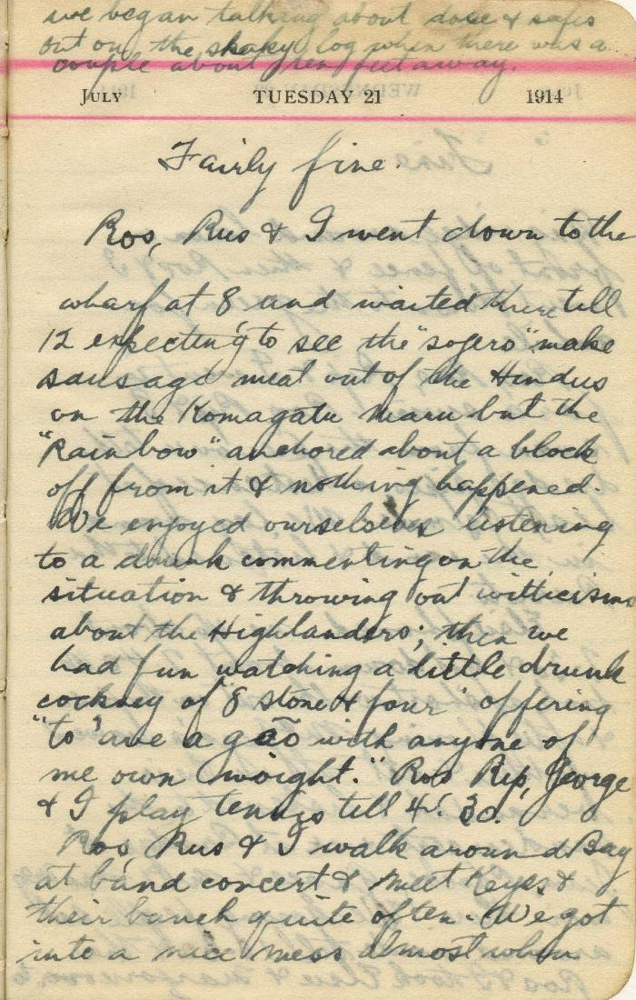 we began talking about dose & safis
out on the shaky log when there was a
couple about ten feet away.
JULY TUESDAY 21 1914
Fairly fine.
Ros, Rus & I went down to the
wharf at 8 and waited there till
12 expecting to see the "sogers" make
sausage meat out of the Hindus
on the Komagatu Maru but the
"Rainbow" anchored about a block
off from it & nothing happened.
We enjoyed ourselves listening
to a drunk commenting on the
situation & throwing out witticisms
about the Highlanders; then we
had fun watching a little drunk
cockney of "8 stone & four" offering
"to 'ave a gāo with anyone of
me own woight." Ros Rip, George
& I play tennis till 4.30.
Ros, Rus & I walk around Bay
at band concert & meet Keyes &
their bunch quite often. We got
into a nice mess almost when